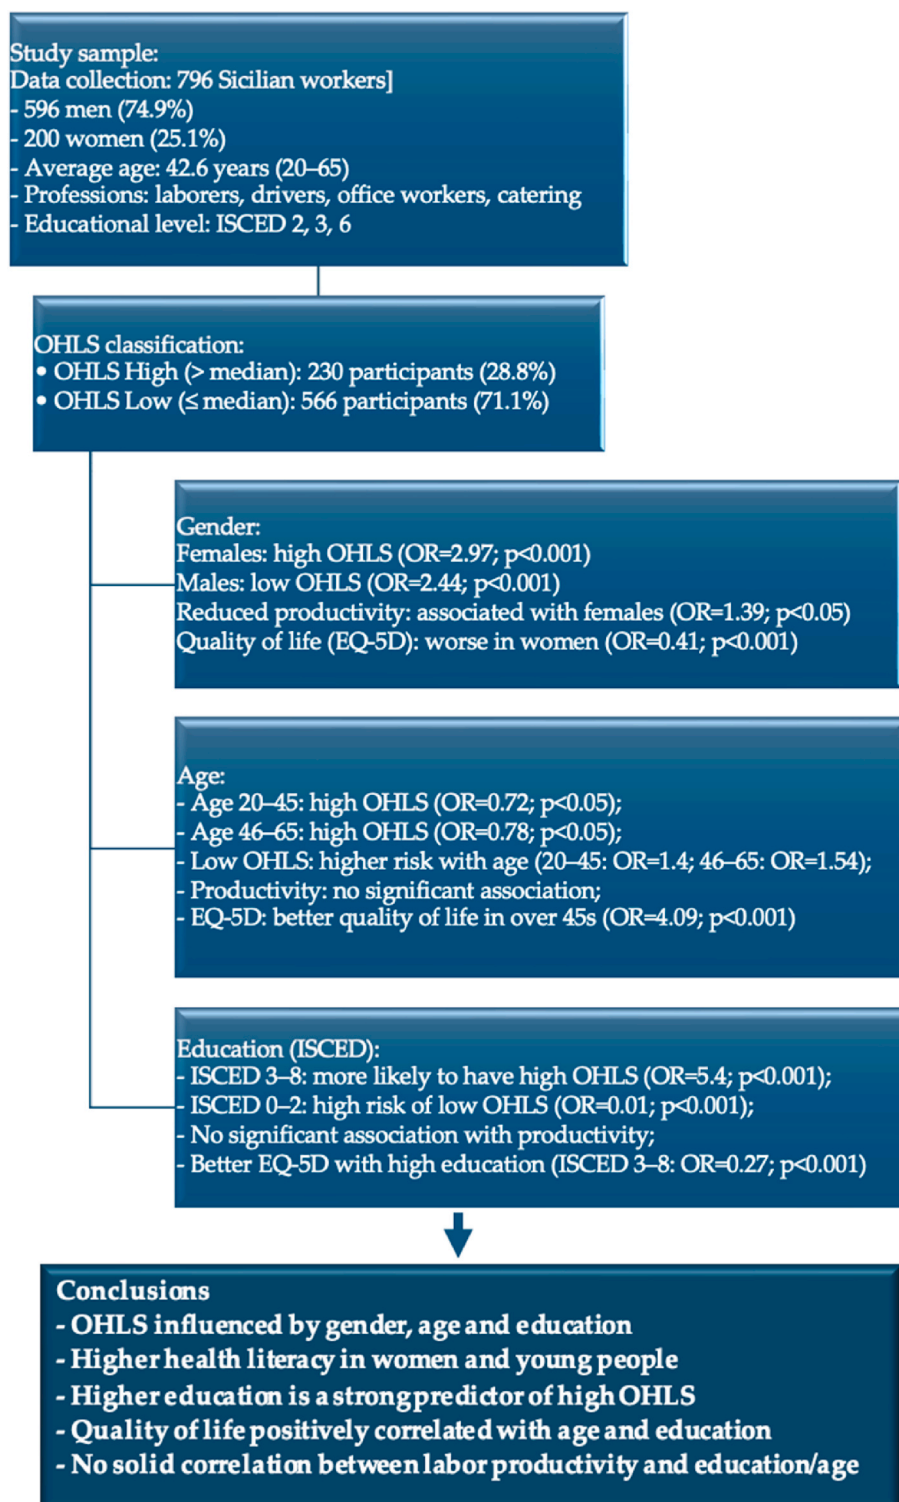 Study sample:
Data collection: 796 Sicilian workers]
- 596 men (74.9%)
- 200 women (25.1%)
- Average age: 42.6 years (20–65)
- Professions: laborers, drivers, office workers, catering
- Educational level: ISCED 2, 3, 6
OHLS classification:
• OHLS High (> median): 230 participants (28.8%)
• OHLS Low (≤ median): 566 participants (71.1%)
Gender:
Females: high OHLS (OR=2.97; p<0.001)
Males: low OHLS (OR=2.44; p<0.001)
Reduced productivity: associated with females (OR=1.39; p<0.05)
Quality of life (EQ-5D): worse in women (OR=0.41; p<0.001)
Age:
- Age 20–45: high OHLS (OR=0.72; p<0.05);
- Age 46–65: high OHLS (OR=0.78; p<0.05);
- Low OHLS: higher risk with age (20–45: OR=1.4; 46–65: OR=1.54);
- Productivity: no significant association;
- EQ-5D: better quality of life in over 45s (OR=4.09; p<0.001)
Education (ISCED):
- ISCED 3–8: more likely to have high OHLS (OR=5.4; p<0.001);
- ISCED 0–2: high risk of low OHLS (OR=0.01; p<0.001);
- No significant association with productivity;
- Better EQ-5D with high education (ISCED 3–8: OR=0.27; p<0.001)
Conclusions
- OHLS influenced by gender, age and education
- Higher health literacy in women and young people
- Higher education is a strong predictor of high OHLS
- Quality of life positively correlated with age and education
- No solid correlation between labor productivity and education/age